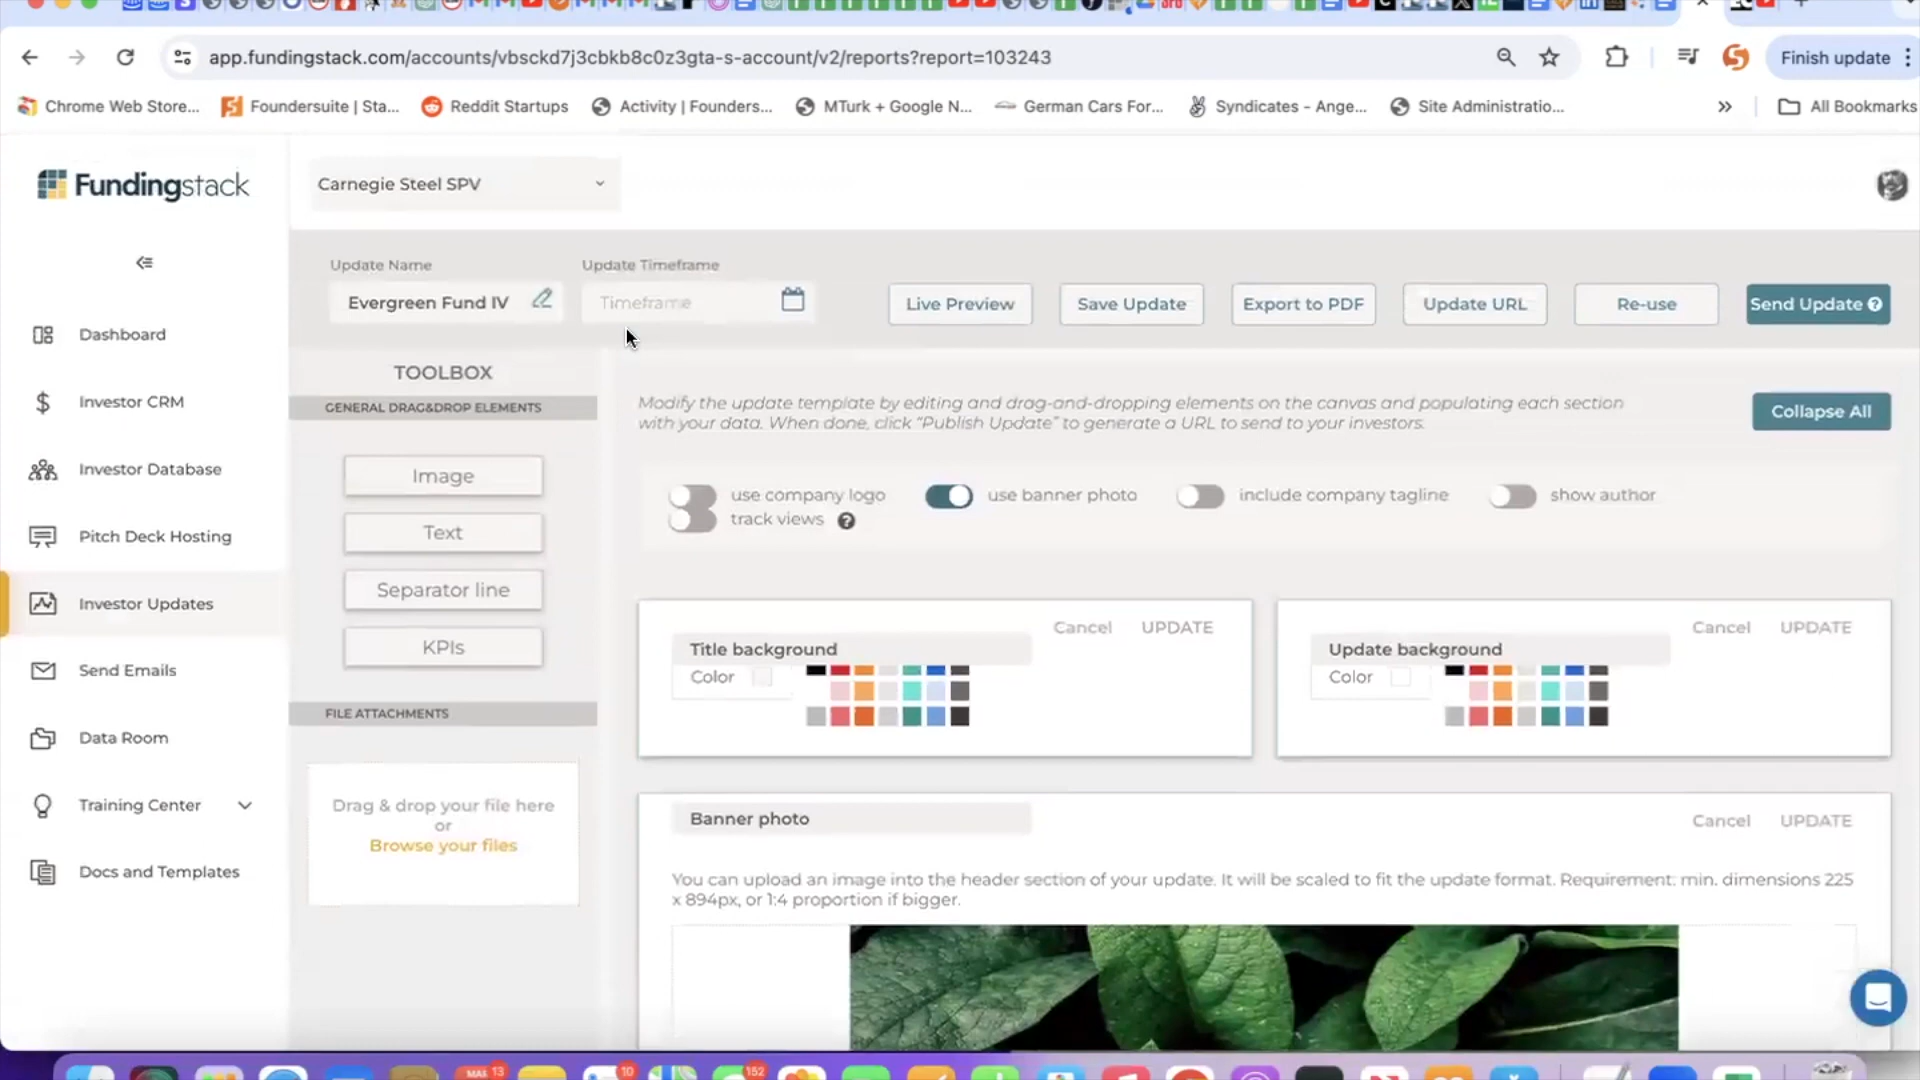 app.fundingstack.com/accounts/vbsckd7j3cbkb8c0z3gta-s-account/v2/reports?report=103243
Finish update
Chrome Web Store...
Foundersuite | Sta...
Reddit Startups
Activity | Founders...
MTurk + Google N...
German Cars For...
Syndicates - Ange...
Site Administratio...
All Bookmarks
Fundingstack
Carnegie Steel SPV
Update Name
Update Timeframe
Evergreen Fund IV
Timeframe
Live Preview
Save Update
Export to PDF
Update URL
Re-use
Send Update ?
Dashboard
Investor CRM
Investor Database
Pitch Deck Hosting
Investor Updates
Send Emails
Data Room
Training Center
Docs and Templates
TOOLBOX
GENERAL DRAG&DROP ELEMENTS
Image
Text
Separator line
KPIs
FILE ATTACHMENTS
Drag & drop your file here
or
Browse your files
Modify the update template by editing and drag-and-dropping elements on the canvas and populating each section
with your data. When done, click "Publish Update" to generate a URL to send to your investors.
Collapse All
use company logo
use banner photo
include company tagline
show author
track views ?
Title background
Cancel
UPDATE
Color
Update background
Cancel
UPDATE
Color
Banner photo
Cancel
UPDATE
You can upload an image into the header section of your update. It will be scaled to fit the update format. Requirement: min. dimensions 225
x 894px, or 1:4 proportion if bigger.
MAR 13
10
152